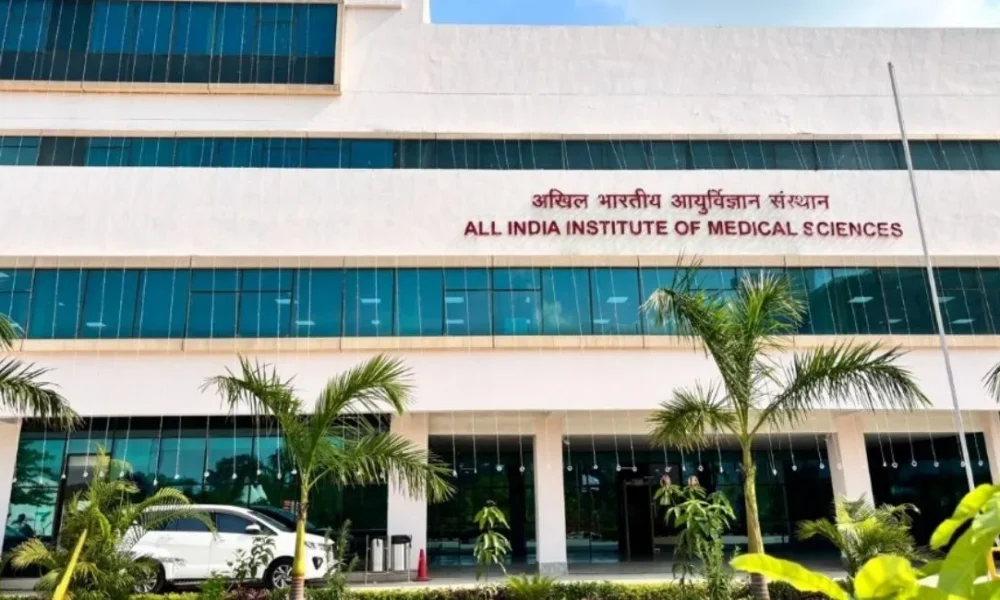 अखिल भारतीय आयुर्विज्ञान संस्थान
ALL INDIA INSTITUTE OF MEDICAL SCIENCES